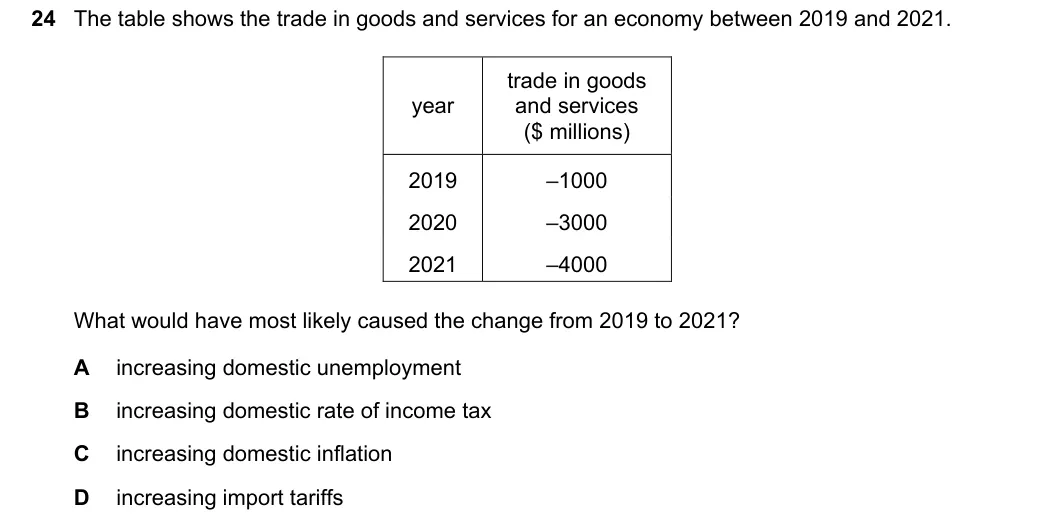 24 The table shows the trade in goods and services for an economy between 2019 and 2021.
year
trade in goods
and services
($ millions)
2019 –1000
2020 –3000
2021 –4000
What would have most likely caused the change from 2019 to 2021?
A increasing domestic unemployment
B increasing domestic rate of income tax
C increasing domestic inflation
D increasing import tariffs